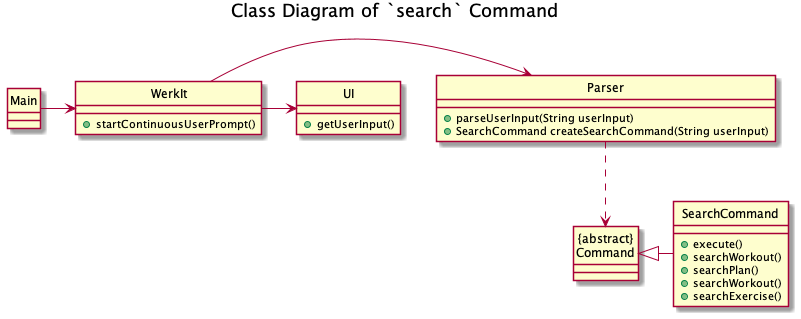 Class Diagram of `search` Command
Main
WerkIt
startContinuousUserPrompt()
UI
getUserInput()
Parser
parseUserInput(String userInput)
SearchCommand createSearchCommand(String userInput)
{abstract}
Command
SearchCommand
execute()
searchWorkout()
searchPlan()
searchWorkout()
searchExercise()